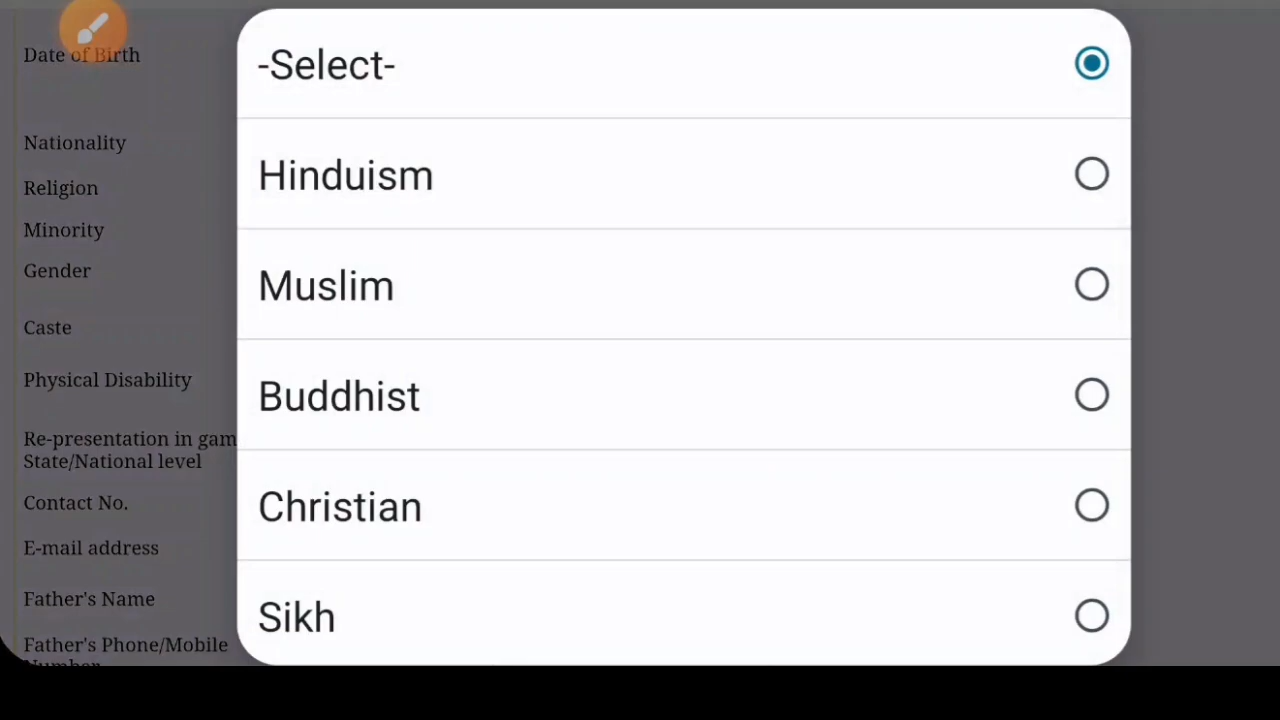 Date of Birth
Nationality
Religion
Minority
Gender
Caste
Physical Disability
Re-presentation in gam
State/National level
Contact No.
E-mail address
Father's Name
Father's Phone/Mobile
Number
-Select-
Hinduism
Muslim
Buddhist
Christian
Sikh